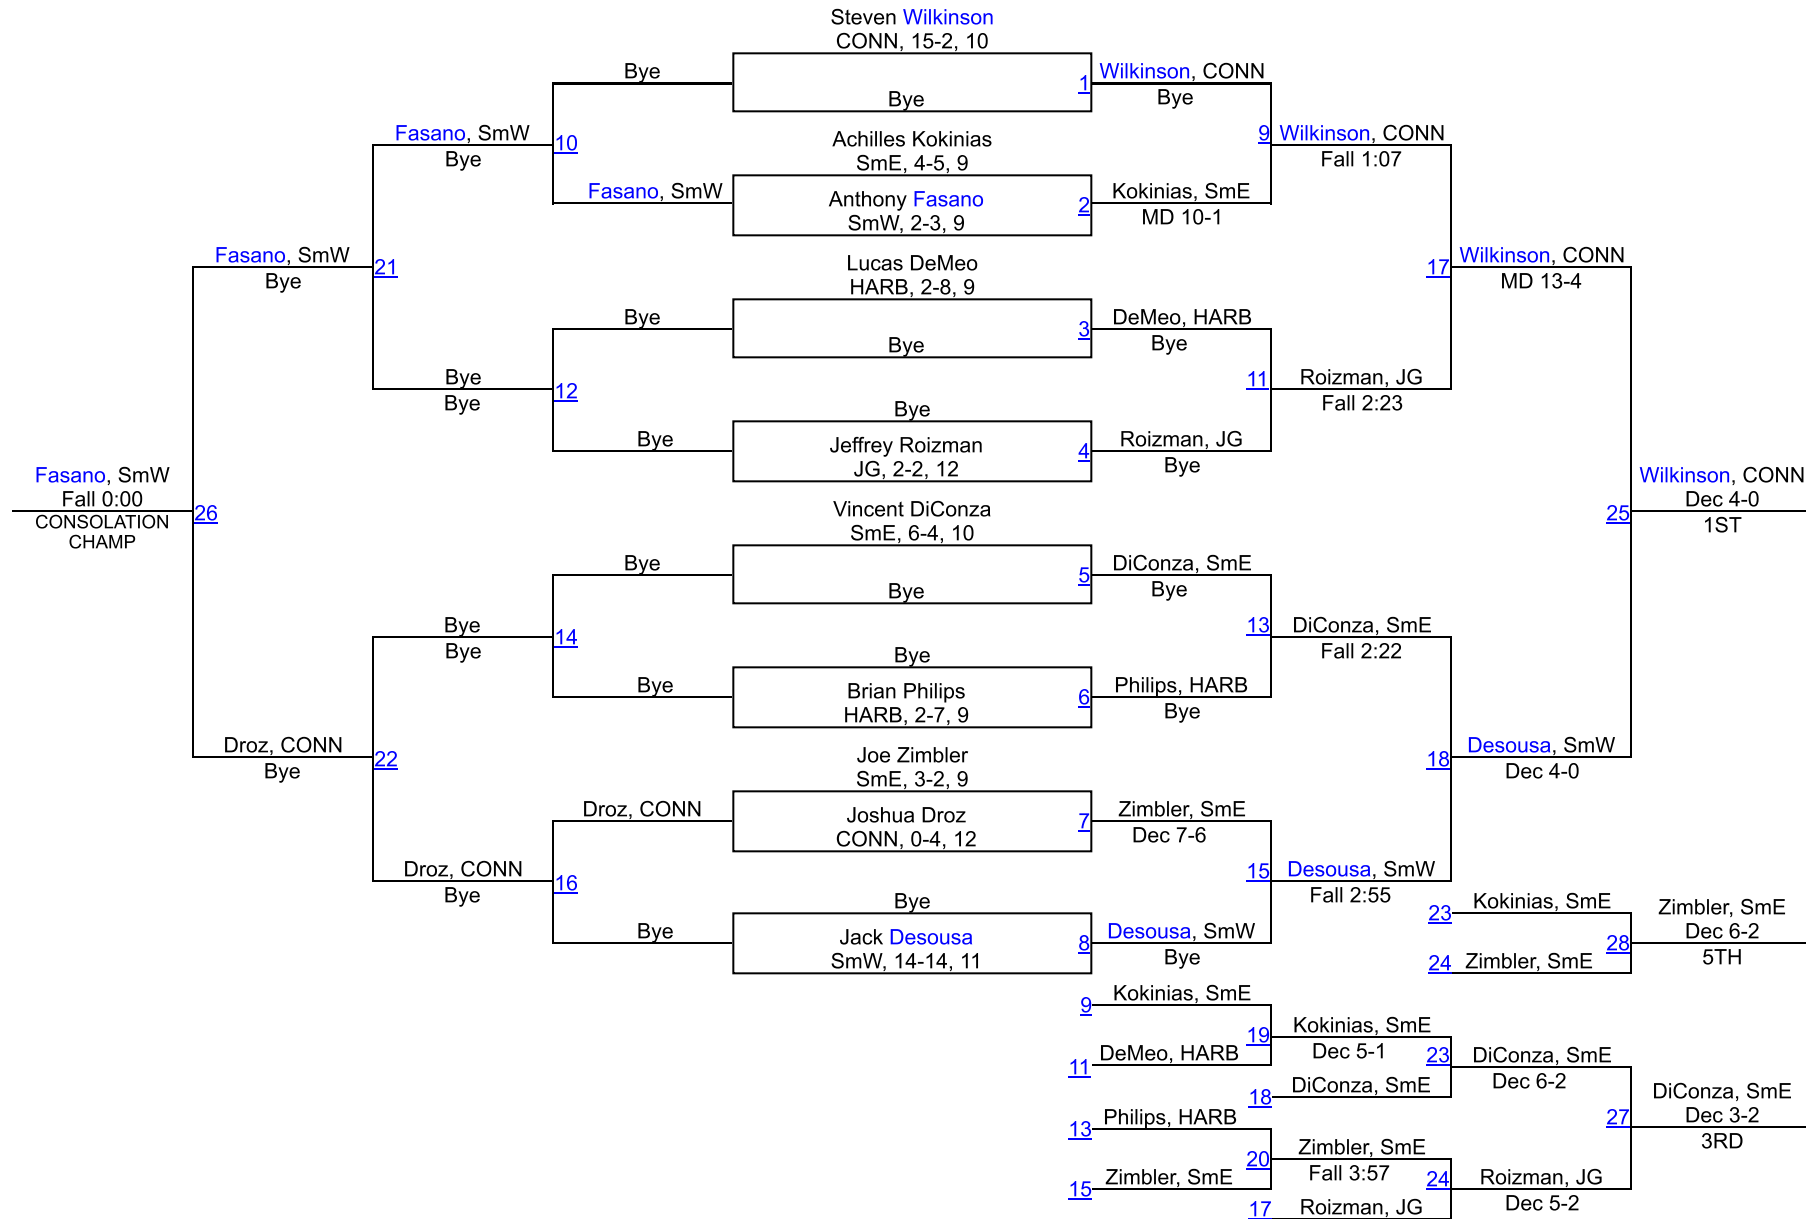 Steven Wilkinson
CONN, 15-2, 10
Bye
Wilkinson, CONN
Bye
1
Bye
Fasano, SmW
Bye
10
Achilles Kokinias
SmE, 4-5, 9
9
Wilkinson, CONN
Fall 1:07
Fasano, SmW
Anthony Fasano
SmW, 2-3, 9
2
Kokinias, SmE
MD 10-1
Fasano, SmW
Bye
21
Lucas DeMeo
HARB, 2-8, 9
17
Wilkinson, CONN
MD 13-4
Bye
Bye
3
DeMeo, HARB
Bye
Bye
Bye
12
11
Roizman, JG
Fall 2:23
Bye
Bye
Jeffrey Roizman
JG, 2-2, 12
4
Roizman, JG
Bye
Fasano, SmW
Fall 0:00
CONSOLATION
CHAMP
26
Vincent DiConza
SmE, 6-4, 10
25
Wilkinson, CONN
Dec 4-0
1ST
Bye
Bye
5
DiConza, SmE
Bye
Bye
Bye
14
13
DiConza, SmE
Fall 2:22
Bye
Bye
Brian Philips
HARB, 2-7, 9
6
Philips, HARB
Bye
Droz, CONN
Bye
22
Joe Zimbler
SmE, 3-2, 9
18
Desousa, SmW
Dec 4-0
Droz, CONN
Joshua Droz
CONN, 0-4, 12
7
Zimbler, SmE
Dec 7-6
Droz, CONN
Bye
16
15
Desousa, SmW
Fall 2:55
Bye
Bye
Jack Desousa
SmW, 14-14, 11
8
Desousa, SmW
Bye
23
Kokinias, SmE
24
Zimbler, SmE
28
Zimbler, SmE
Dec 6-2
5TH
9
Kokinias, SmE
11
DeMeo, HARB
19
Kokinias, SmE
Dec 5-1
18
DiConza, SmE
23
DiConza, SmE
Dec 6-2
13
Philips, HARB
15
Zimbler, SmE
20
Zimbler, SmE
Fall 3:57
17
Roizman, JG
24
Roizman, JG
Dec 5-2
27
DiConza, SmE
Dec 3-2
3RD